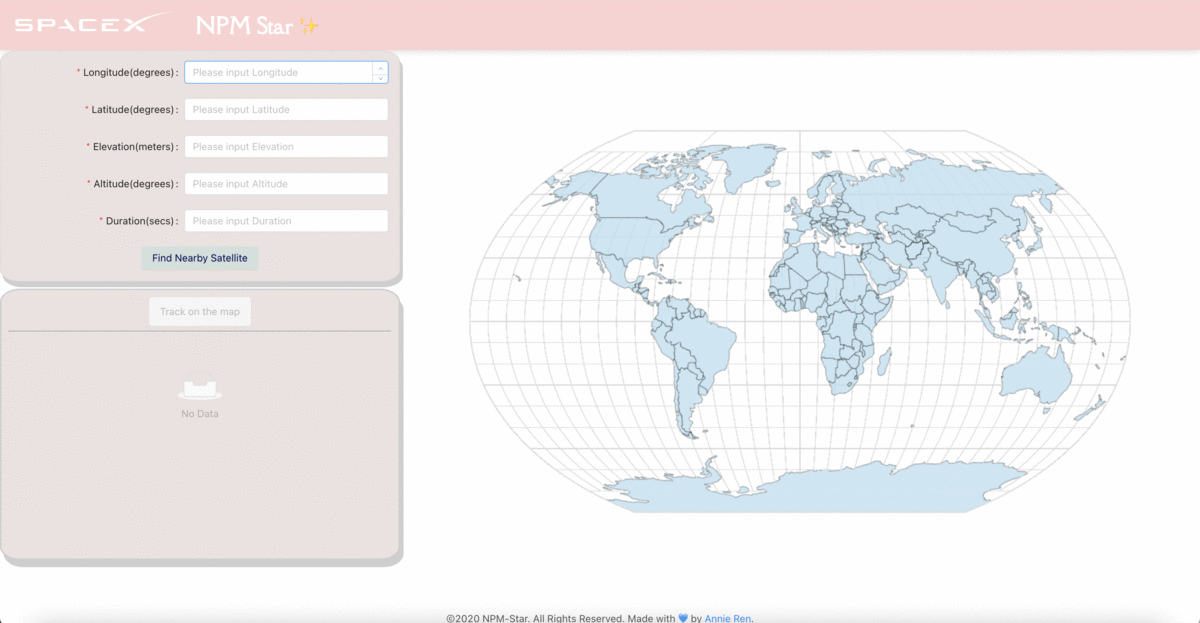 SPACEX NPM Star ✨
* Longitude(degrees) : Please input Longitude
* Latitude(degrees) : Please input Latitude
* Elevation(meters) : Please input Elevation
* Altitude(degrees) : Please input Altitude
* Duration(secs) : Please input Duration
Find Nearby Satellite
Track on the map
No Data
©2020 NPM-Star. All Rights Reserved. Made with 💙 by Annie Ren.